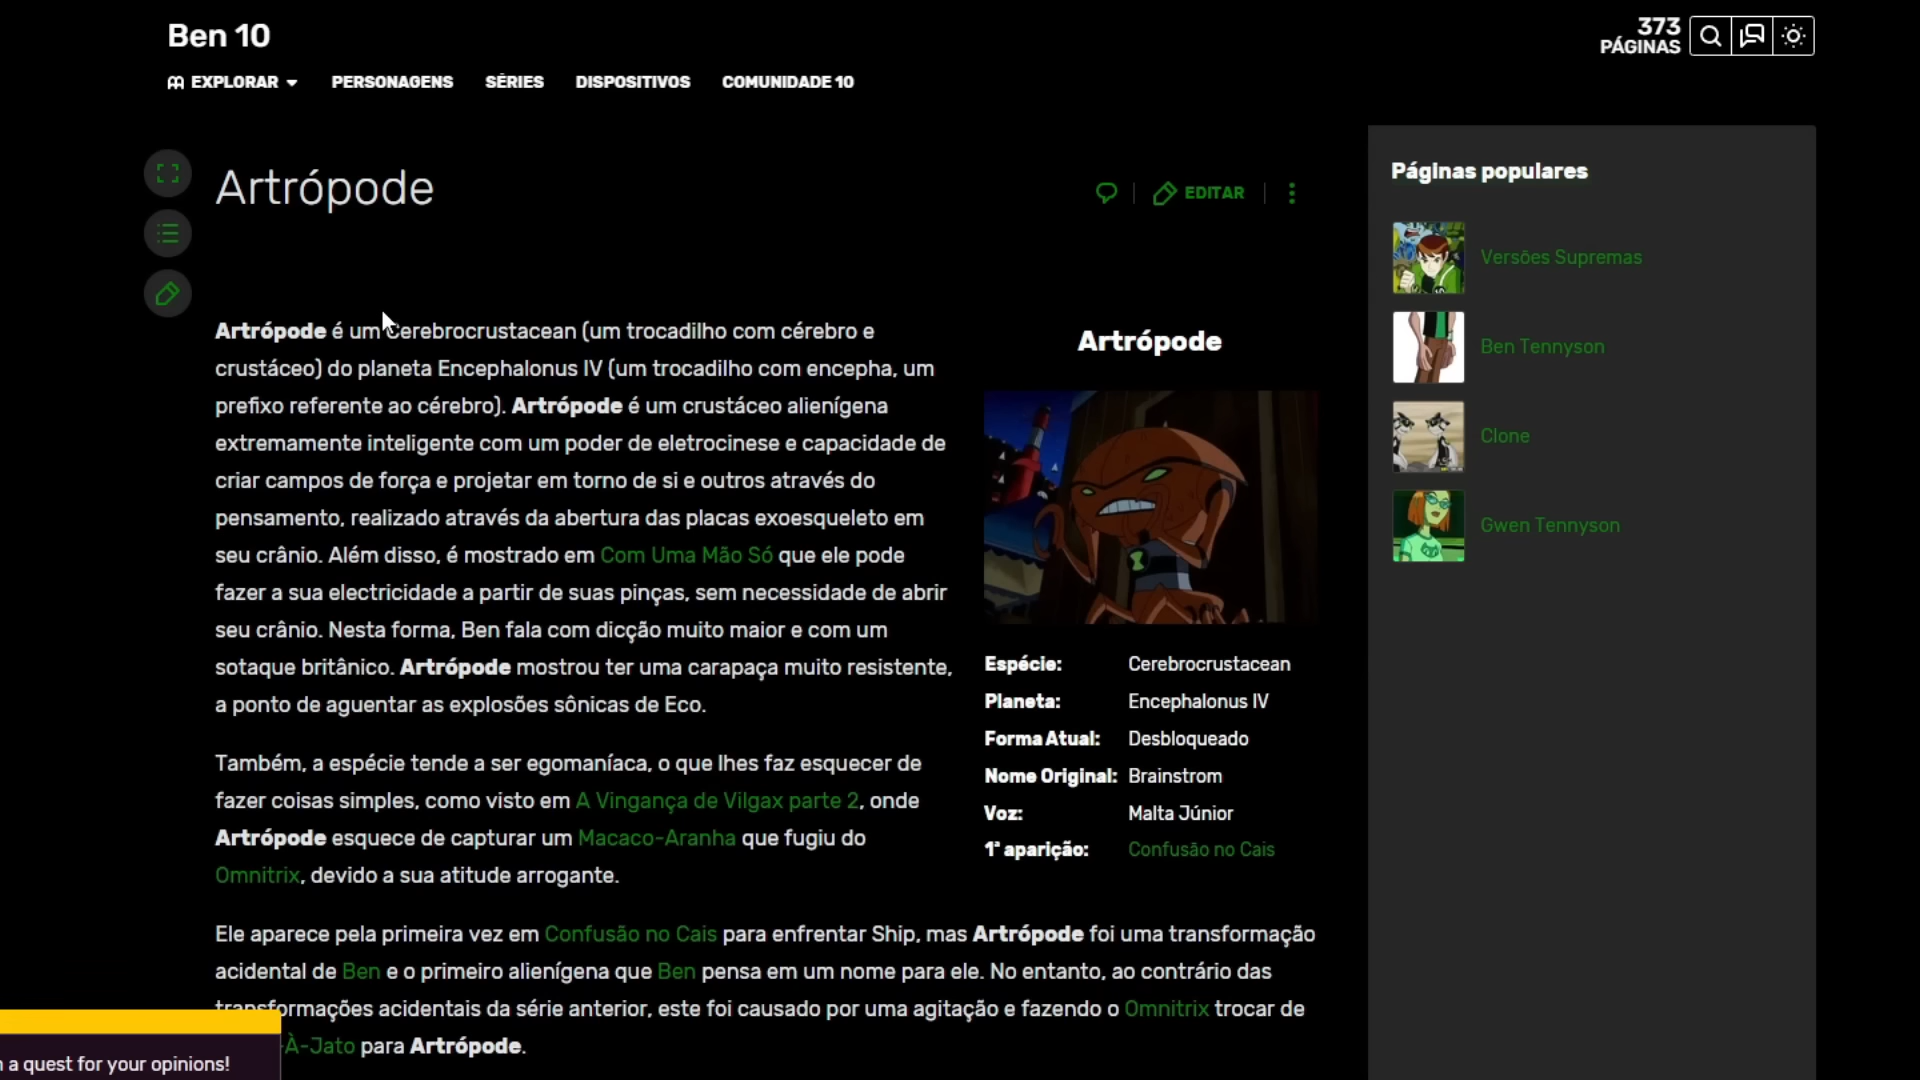 Ben 10
373
PÁGINAS
EXPLORAR
PERSONAGENS
SÉRIES
DISPOSITIVOS
COMUNIDADE 10
Artrópode
EDITAR
Artrópode é um Cerebrocrustacean (um trocadilho com cérebro e
crustáceo) do planeta Encephalonus IV (um trocadilho com encepha, um
prefixo referente ao cérebro). Artrópode é um crustáceo alienígena
extremamente inteligente com um poder de eletrocinese e capacidade de
criar campos de força e projetar em torno de si e outros através do
pensamento, realizado através da abertura das placas exoesqueleto em
seu crânio. Além disso, é mostrado em Com Uma Mão Só que ele pode
fazer a sua electricidade a partir de suas pinças, sem necessidade de abrir
seu crânio. Nesta forma, Ben fala com dicção muito maior e com um
sotaque britânico. Artrópode mostrou ter uma carapaça muito resistente,
a ponto de aguentar as explosões sônicas de Eco.
Também, a espécie tende a ser egomaníaca, o que lhes faz esquecer de
fazer coisas simples, como visto em A Vingança de Vilgax parte 2, onde
Artrópode esquece de capturar um Macaco-Aranha que fugiu do
Omnitrix, devido a sua atitude arrogante.
Ele aparece pela primeira vez em Confusão no Cais para enfrentar Ship, mas Artrópode foi uma transformação
acidental de Ben e o primeiro alienígena que Ben pensa em um nome para ele. No entanto, ao contrário das
transformações acidentais da série anterior, este foi causado por uma agitação e fazendo o Omnitrix trocar de
-À-Jato para Artrópode.
Artrópode
Espécie: Cerebrocrustacean
Planeta: Encephalonus IV
Forma Atual: Desbloqueado
Nome Original: Brainstrom
Voz: Malta Júnior
1ª aparição: Confusão no Cais
Páginas populares
Versões Supremas
Ben Tennyson
Clone
Gwen Tennyson
a quest for your opinions!